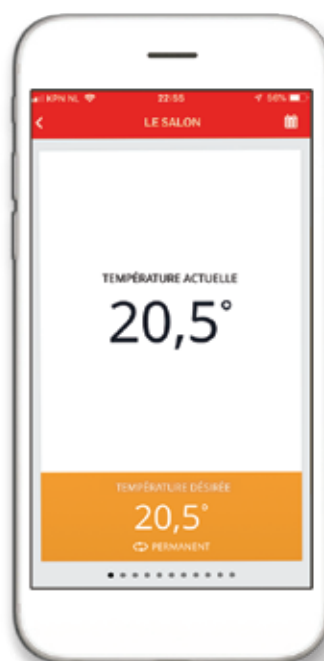 KPN NL 22:55 56%
LE SALON
TEMPÉRATURE ACTUELLE
20,5°
TEMPÉRATURE DÉSIRÉE
20,5°
PERMANENT